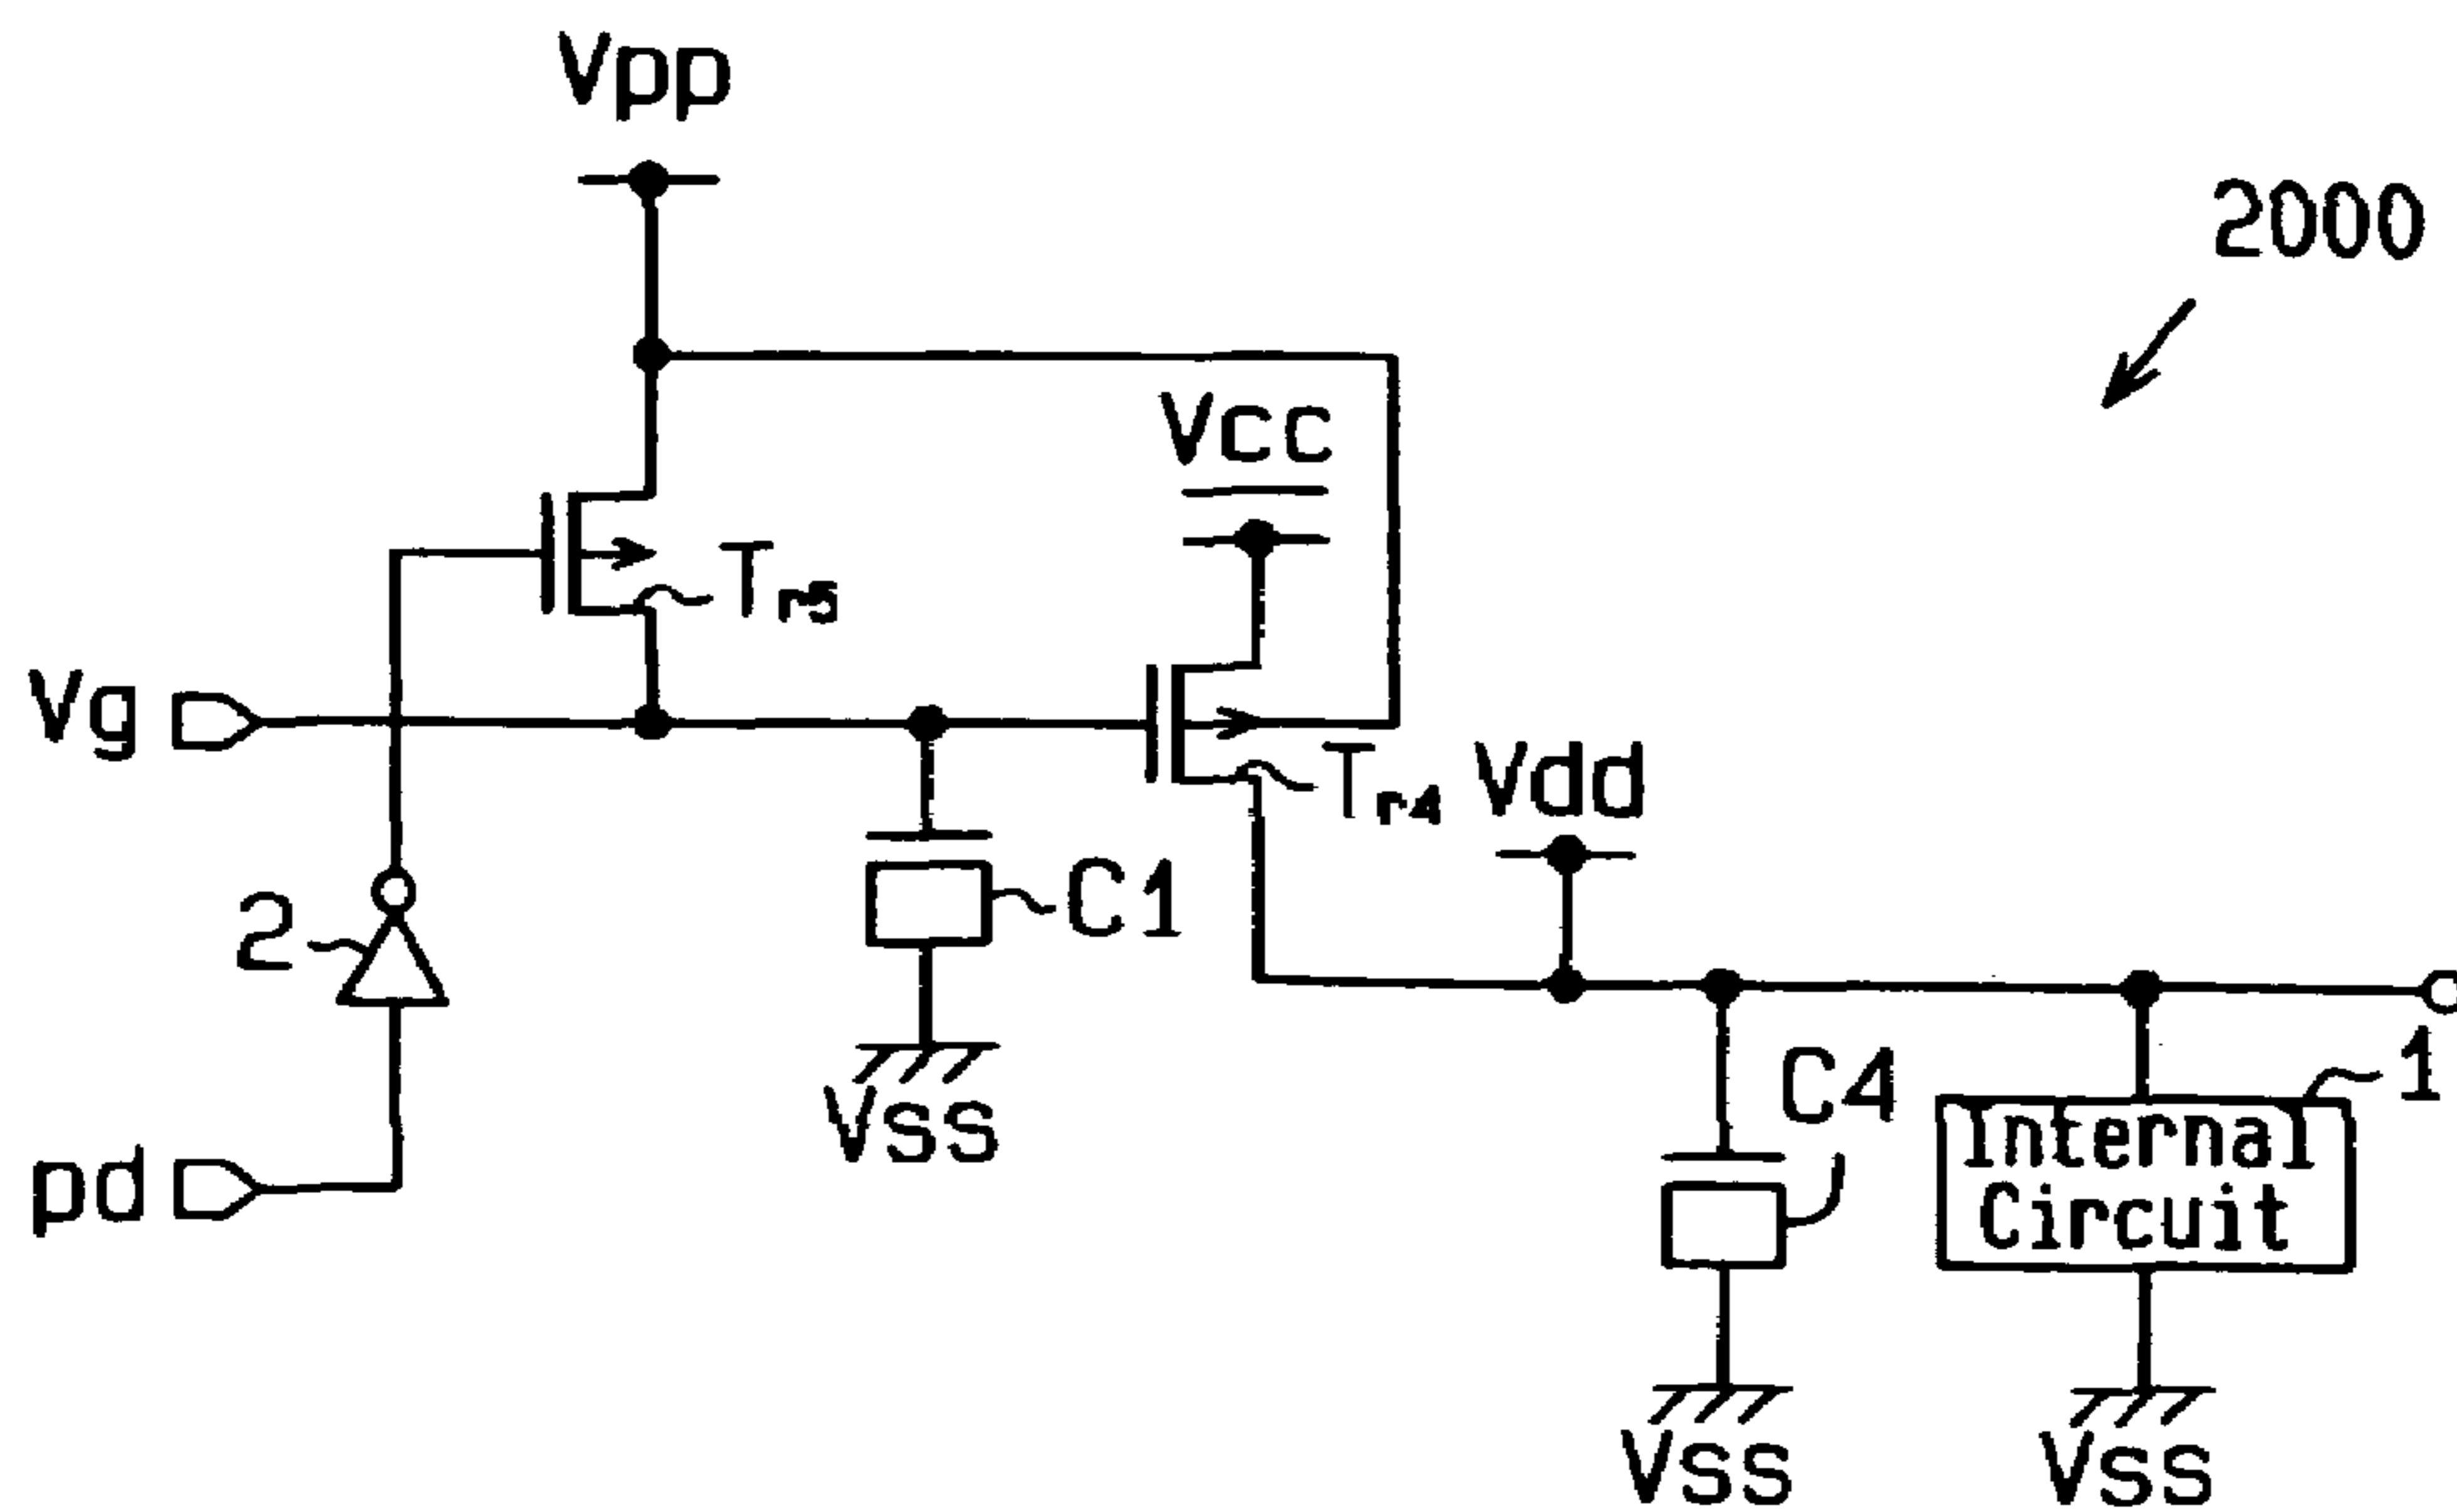 Vpp
2000
Vcc
Tr5
Vg
Tr4
Vdd
2
C1
C4
1
Vss
Internal
Circuit
pd
Vss
Vss